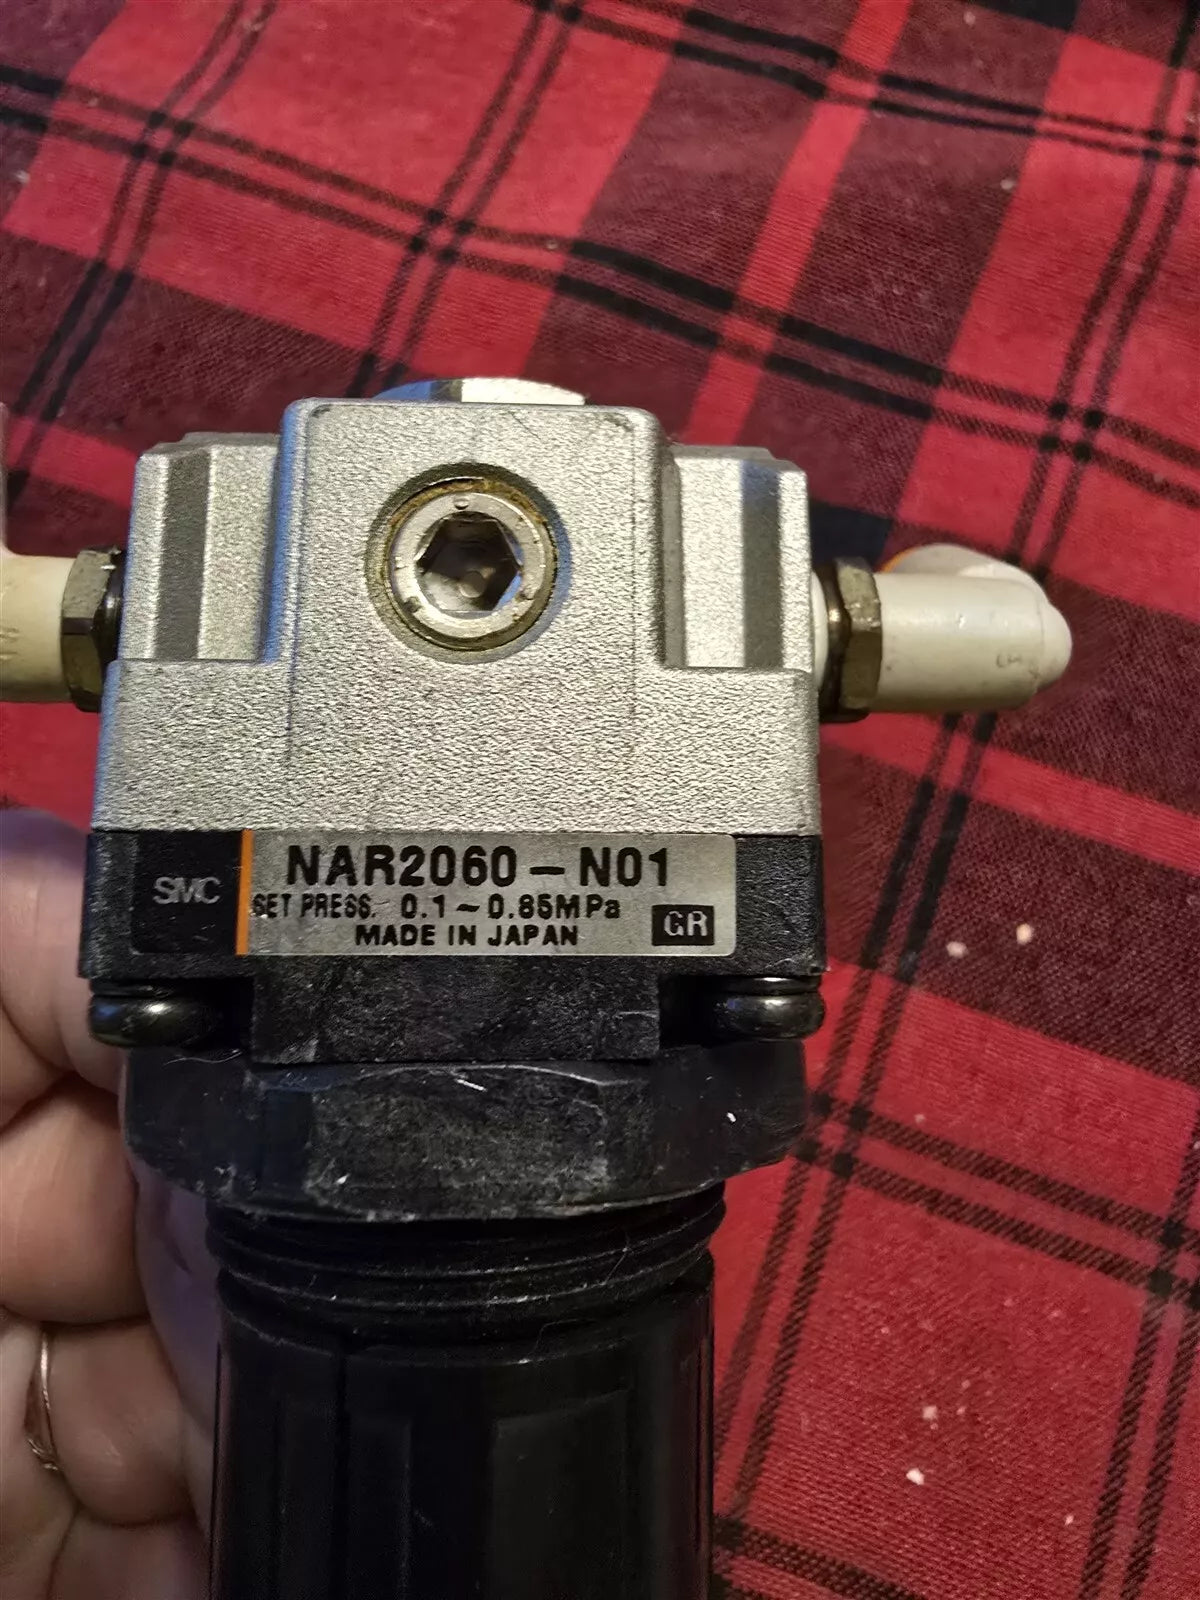 NAR2060-N01
SMC
SET PRESS. 0.1~0.85MPa
MADE IN JAPAN
GR